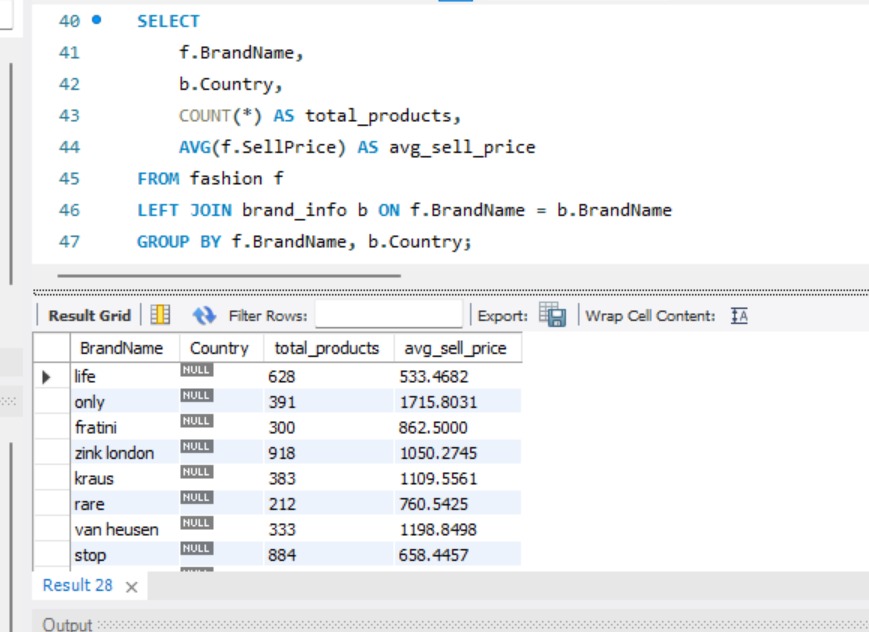 40 SELECT
41 f.BrandName,
42 b.Country,
43 COUNT(*) AS total_products,
44 AVG(f.SellPrice) AS avg_sell_price
45 FROM fashion f
46 LEFT JOIN brand_info b ON f.BrandName = b.BrandName
47 GROUP BY f.BrandName, b.Country;
Result Grid Filter Rows: Export: Wrap Cell Content: IA
BrandName Country total_products avg_sell_price
life NULL 628 533.4682
only NULL 391 1715.8031
fratini NULL 300 862.5000
zink london NULL 918 1050.2745
kraus NULL 383 1109.5561
rare NULL 212 760.5425
van heusen NULL 333 1198.8498
stop NULL 884 658.4457
Result 28 ×
Output